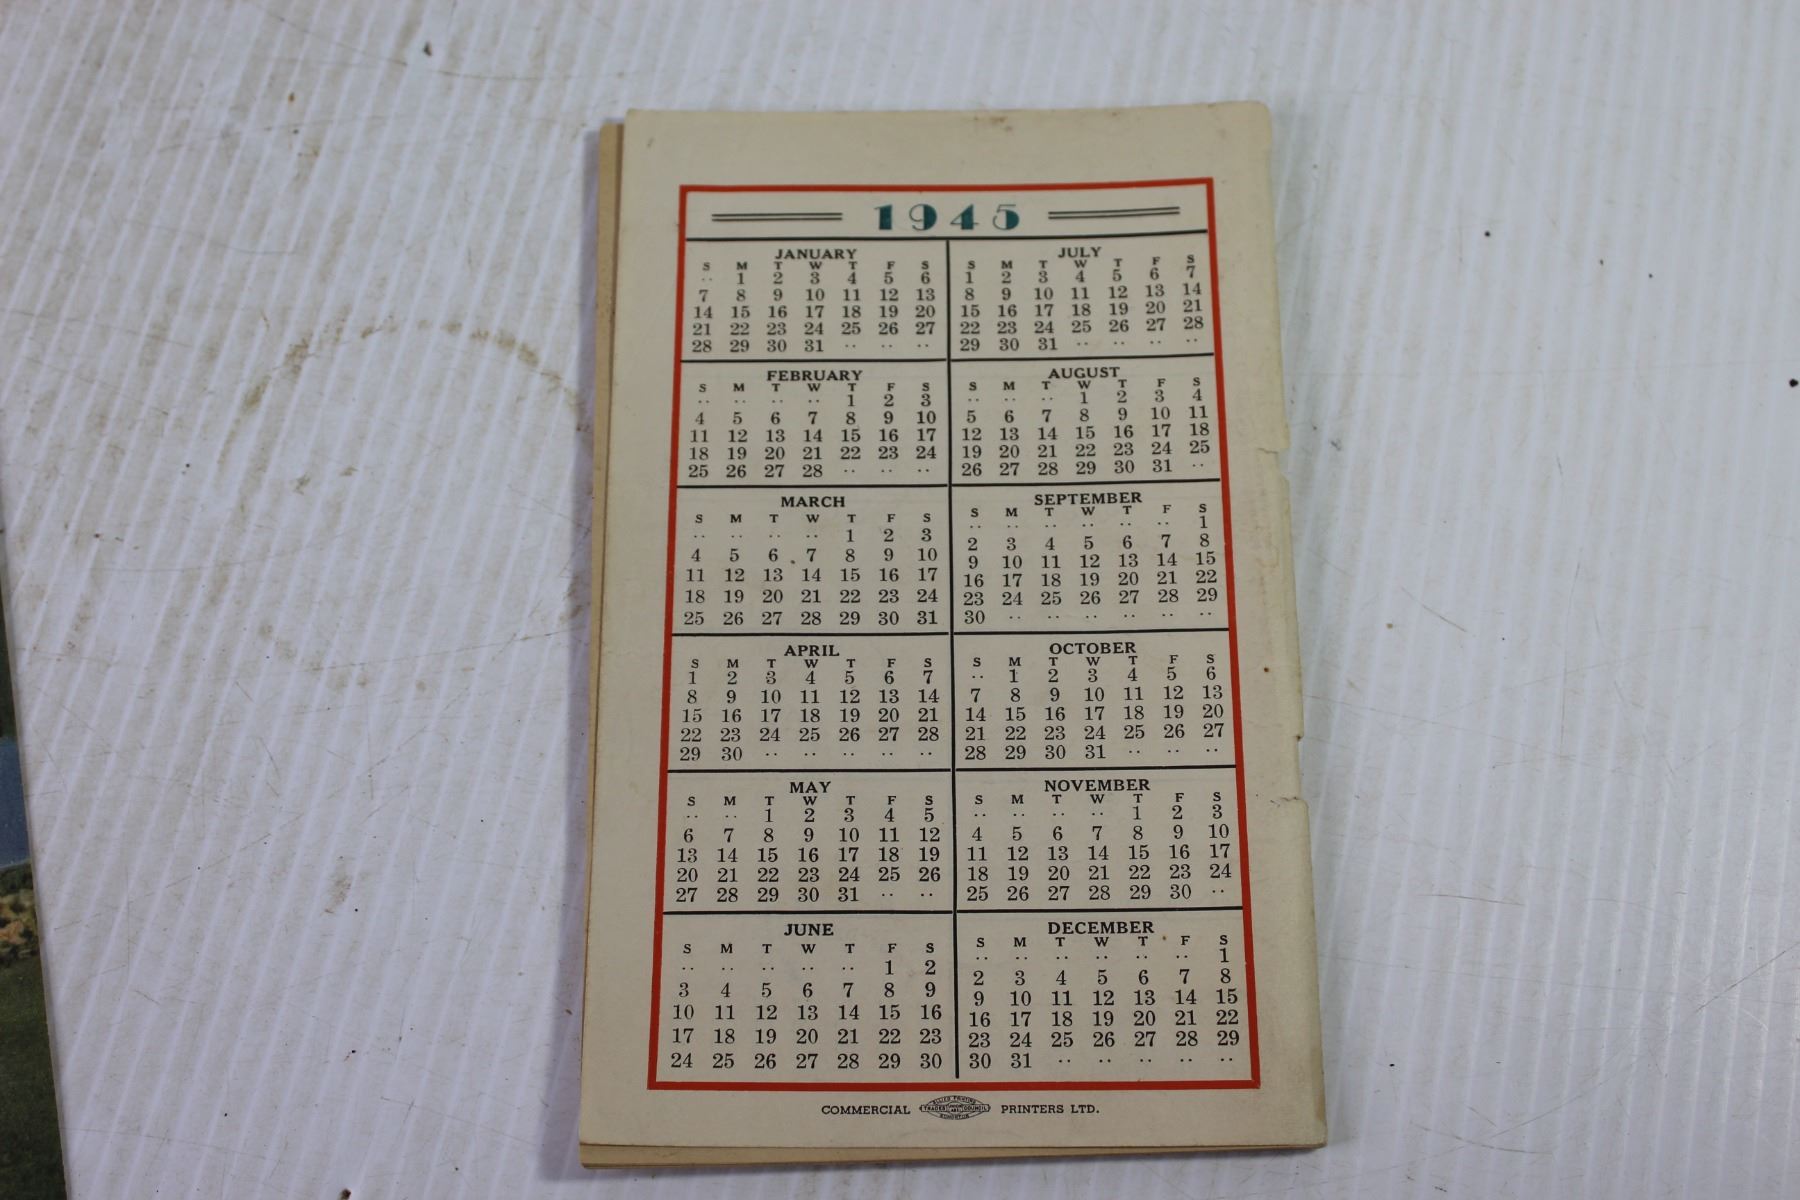 1945
JANUARY
S M T W T F S
.. 1 2 3 4 5 6
7 8 9 10 11 12 13
14 15 16 17 18 19 20
21 22 23 24 25 26 27
28 29 30 31 .. .. ..
FEBRUARY
S M T W T F S
.. .. .. .. 1 2 3
4 5 6 7 8 9 10
11 12 13 14 15 16 17
18 19 20 21 22 23 24
25 26 27 28 .. .. ..
MARCH
S M T W T F S
.. .. .. .. 1 2 3
4 5 6 7 8 9 10
11 12 13 14 15 16 17
18 19 20 21 22 23 24
25 26 27 28 29 30 31
APRIL
S M T W T F S
1 2 3 4 5 6 7
8 9 10 11 12 13 14
15 16 17 18 19 20 21
22 23 24 25 26 27 28
29 30 .. .. .. .. ..
MAY
S M T W T F S
.. .. 1 2 3 4 5
6 7 8 9 10 11 12
13 14 15 16 17 18 19
20 21 22 23 24 25 26
27 28 29 30 31 .. ..
JUNE
S M T W T F S
.. .. .. .. .. 1 2
3 4 5 6 7 8 9
10 11 12 13 14 15 16
17 18 19 20 21 22 23
24 25 26 27 28 29 30
JULY
S M T W T F S
1 2 3 4 5 6 7
8 9 10 11 12 13 14
15 16 17 18 19 20 21
22 23 24 25 26 27 28
29 30 31 .. .. .. ..
AUGUST
S M T W T F S
.. .. .. 1 2 3 4
5 6 7 8 9 10 11
12 13 14 15 16 17 18
19 20 21 22 23 24 25
26 27 28 29 30 31 ..
SEPTEMBER
S M T W T F S
.. .. .. .. .. .. 1
2 3 4 5 6 7 8
9 10 11 12 13 14 15
16 17 18 19 20 21 22
23 24 25 26 27 28 29
30 .. .. .. .. .. ..
OCTOBER
S M T W T F S
.. 1 2 3 4 5 6
7 8 9 10 11 12 13
14 15 16 17 18 19 20
21 22 23 24 25 26 27
28 29 30 31 .. .. ..
NOVEMBER
S M T W T F S
.. .. .. .. 1 2 3
4 5 6 7 8 9 10
11 12 13 14 15 16 17
18 19 20 21 22 23 24
25 26 27 28 29 30 ..
DECEMBER
S M T W T F S
.. .. .. .. .. .. 1
2 3 4 5 6 7 8
9 10 11 12 13 14 15
16 17 18 19 20 21 22
23 24 25 26 27 28 29
30 31 .. .. .. .. ..
COMMERCIAL PRINTERS LTD.
ALLIED PRINTING
TRADES COUNCIL
EDMONTON